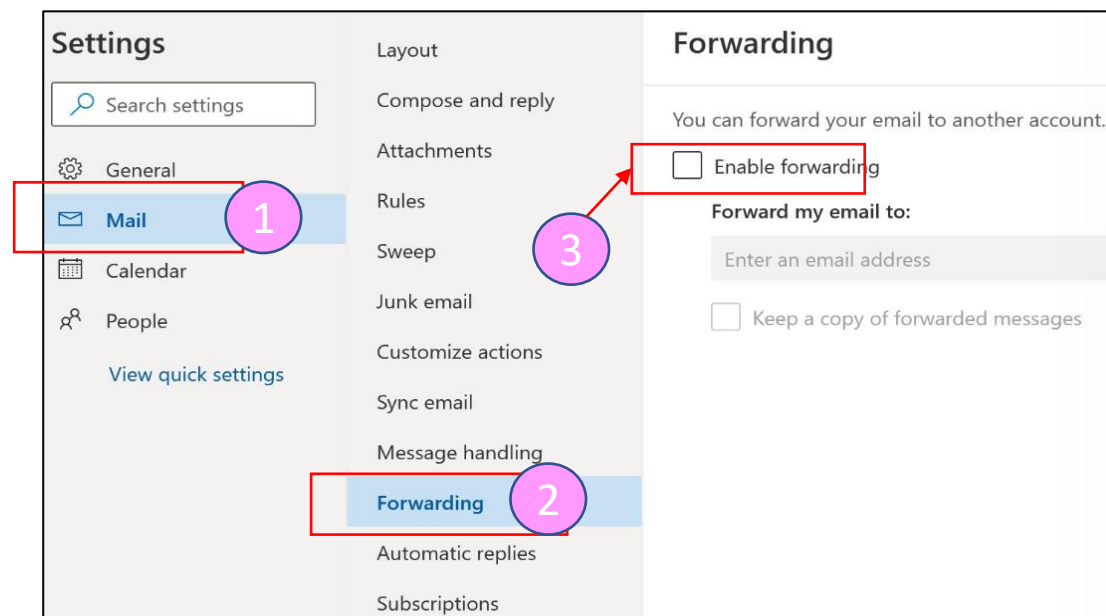 Settings
Search settings
General
Mail
1
Calendar
People
View quick settings
Layout
Compose and reply
Attachments
Rules
Sweep
Junk email
Customize actions
Sync email
Message handling
Forwarding
2
Automatic replies
Subscriptions
Forwarding
You can forward your email to another account.
3
Enable forwarding
Forward my email to:
Enter an email address
Keep a copy of forwarded messages